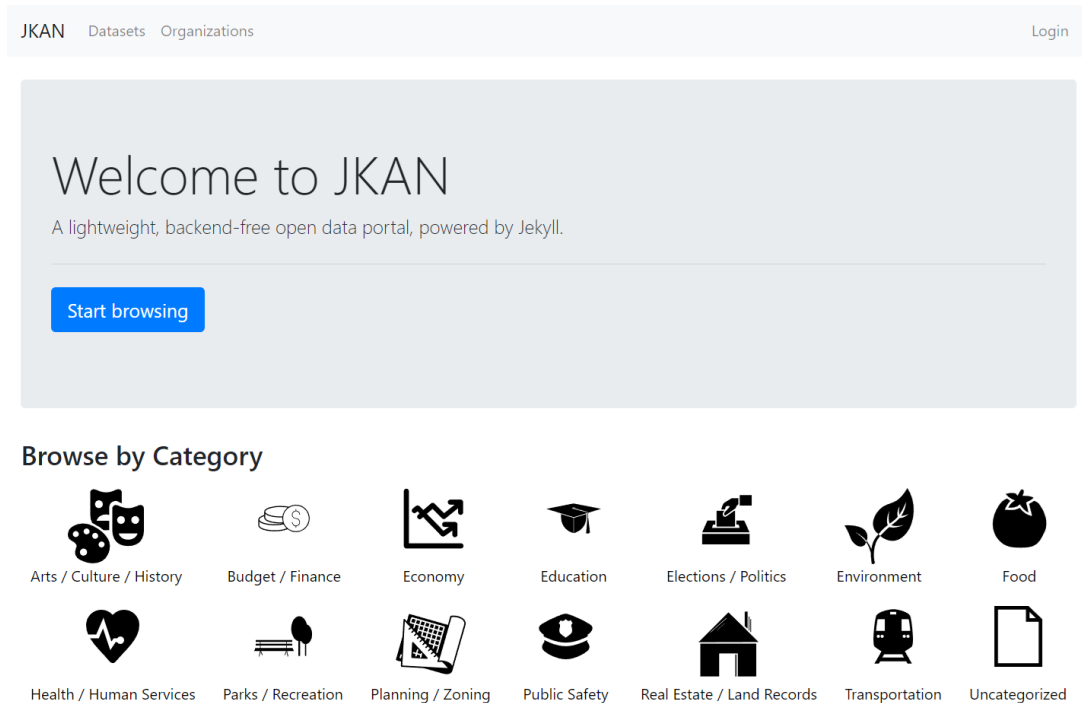 JKAN Datasets Organizations Login
Welcome to JKAN
A lightweight, backend-free open data portal, powered by Jekyll.
Start browsing
Browse by Category
$
Arts / Culture / History Budget / Finance Economy Education Elections / Politics Environment Food
Health / Human Services Parks / Recreation Planning / Zoning Public Safety Real Estate / Land Records Transportation Uncategorized